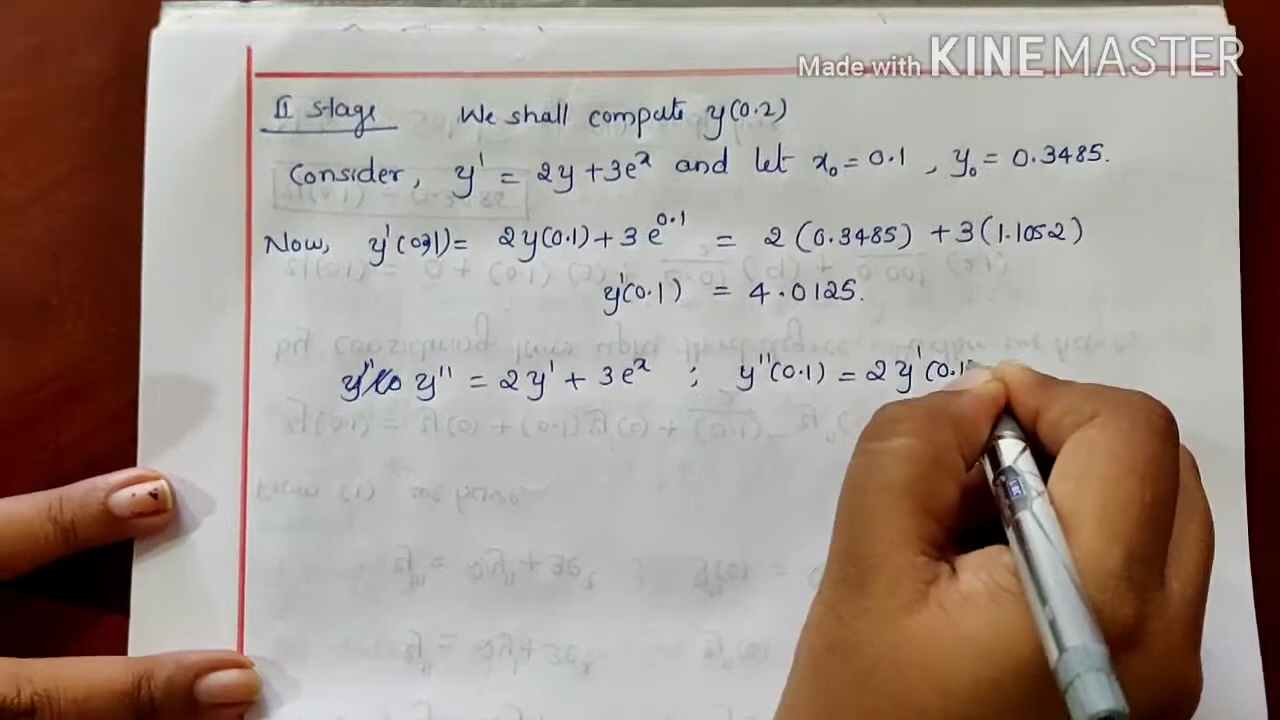 Made with KINEMASTER
II stage We shall compute y(0.2)
Consider, y' = 2y + 3eˣ and let x₀ = 0.1 , y₀ = 0.3485.
Now, y'(0.1) = 2y(0.1) + 3e^0.1 = 2(0.3485) + 3(1.1052)
y'(0.1) = 4.0125.
y'' = 2y' + 3eˣ ; y''(0.1) = 2y'(0.1)